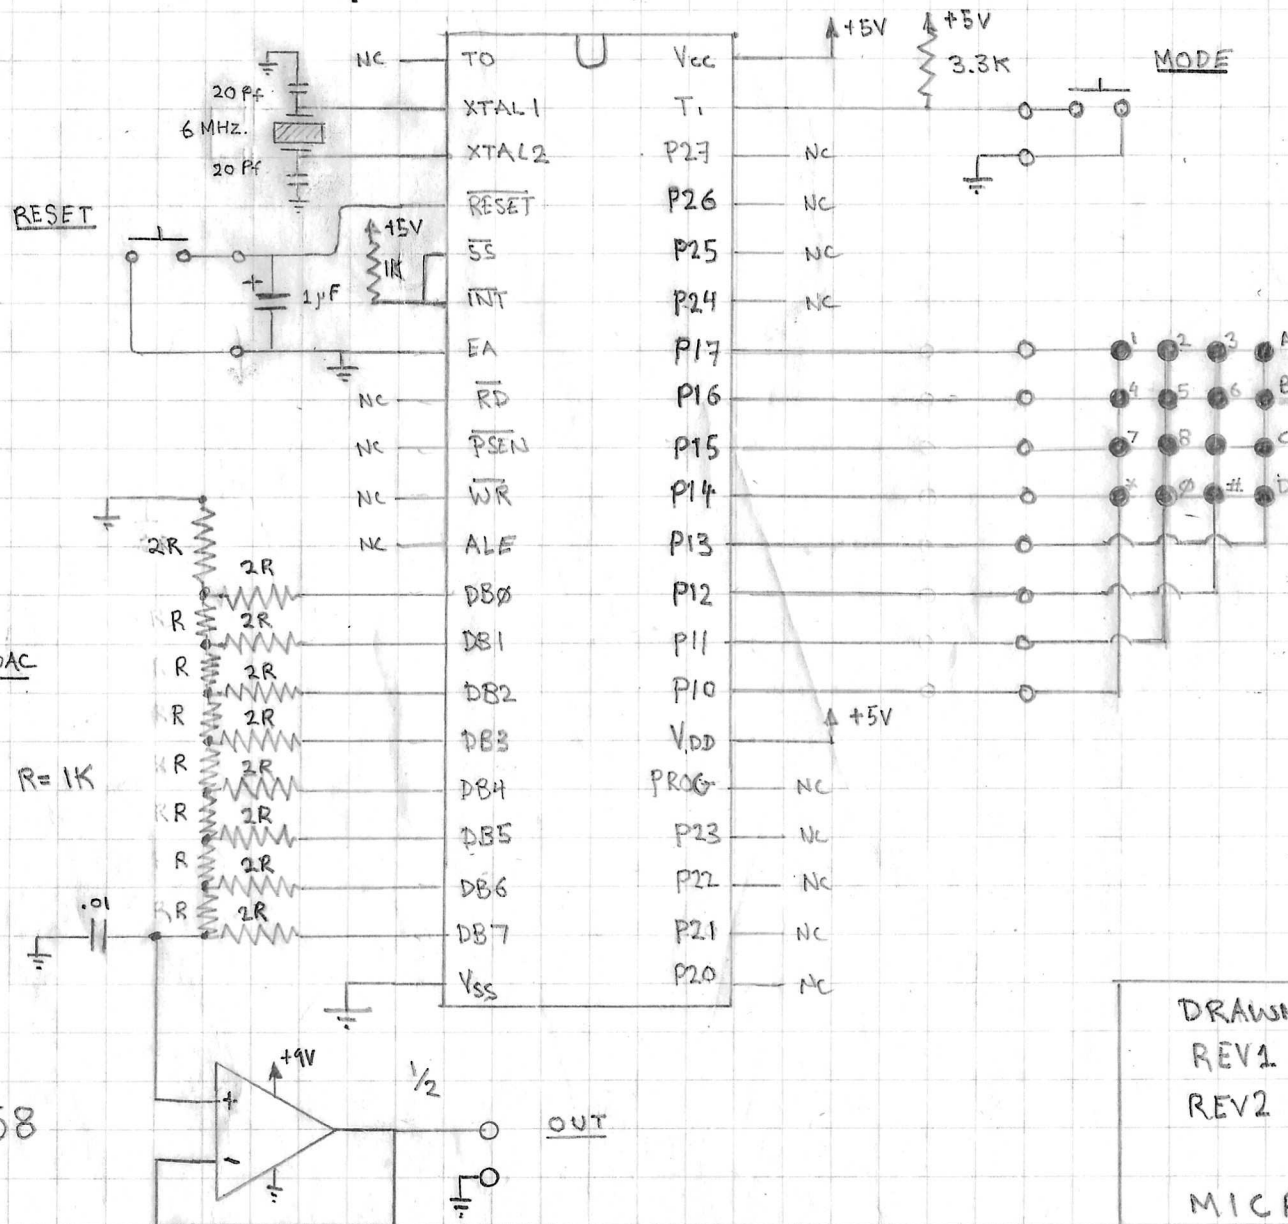 +5V
+5V
NC
TO
Vcc
3.3K
MODE
20 Pf
XTAL1
T1
6 MHZ.
XTAL2
P27
NC
20 Pf
RESET
P26
NC
RESET
+5V
SS
P25
NC
1K
+
1µF
INT
P24
NC
EA
P17
1
2
3
A
NC
RD
P16
4
5
6
B
NC
PSEN
P15
7
8
C
NC
WR
P14
*
Ø
#
D
NC
ALE
P13
2R
2R
DBØ
P12
R
2R
DB1
P11
DAC
R
2R
DB2
P10
R
2R
DB3
VDD
+5V
R= 1K
R
2R
DB4
PROG
NC
R
2R
DB5
P23
NC
R
2R
DB6
P22
NC
.01
R
2R
DB7
P21
NC
VSS
P20
NC
DRAWN
REV1
REV2
+9V
1/2
58
+
-
OUT
MICR